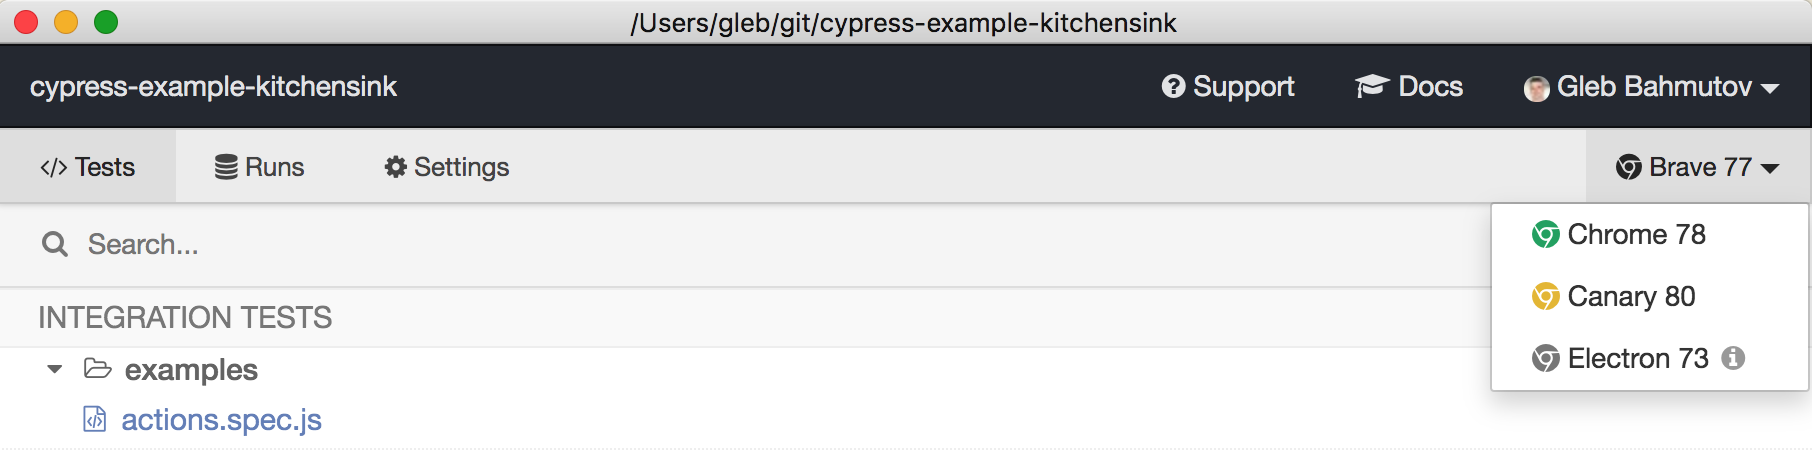 /Users/gleb/git/cypress-example-kitchensink
cypress-example-kitchensink Support Docs Gleb Bahmutov
Tests Runs Settings Brave 77
Search...
Chrome 78
Canary 80
Electron 73
INTEGRATION TESTS
examples
actions.spec.js